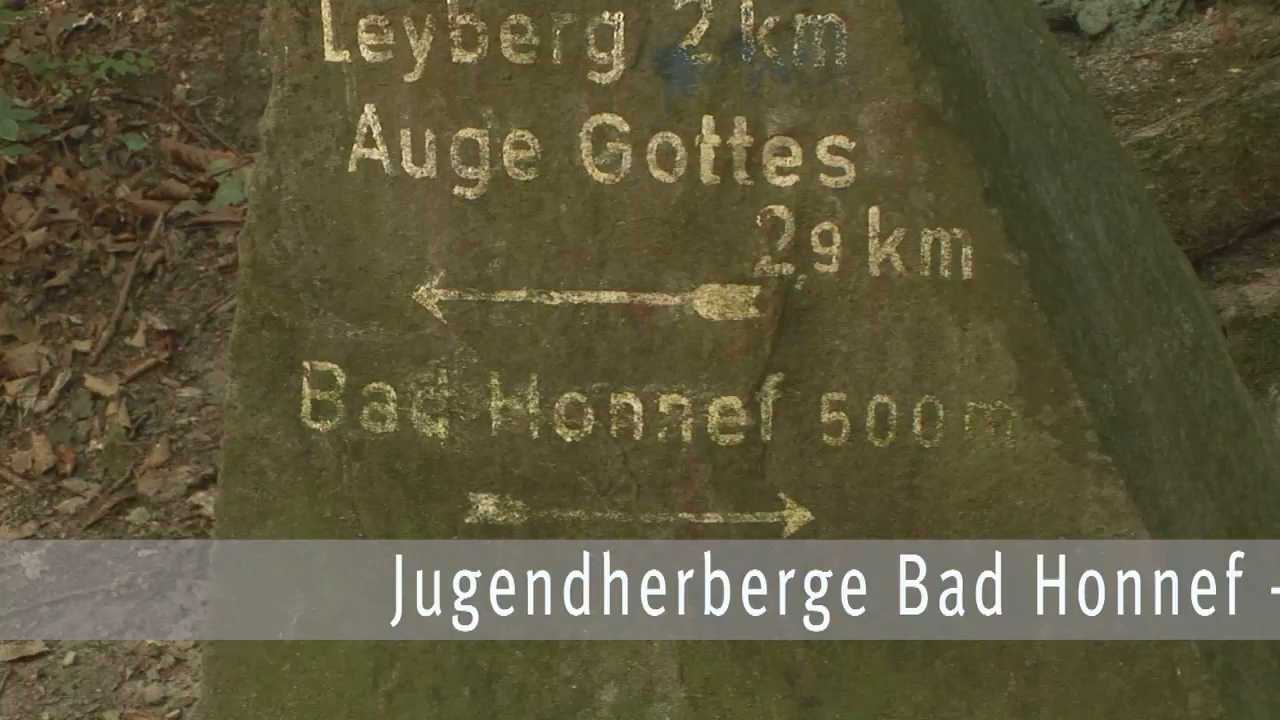 Leyberg 2 km
Auge Gottes
2,9 km
Bad Honnef 500 m
Jugendherberge Bad Honnef -